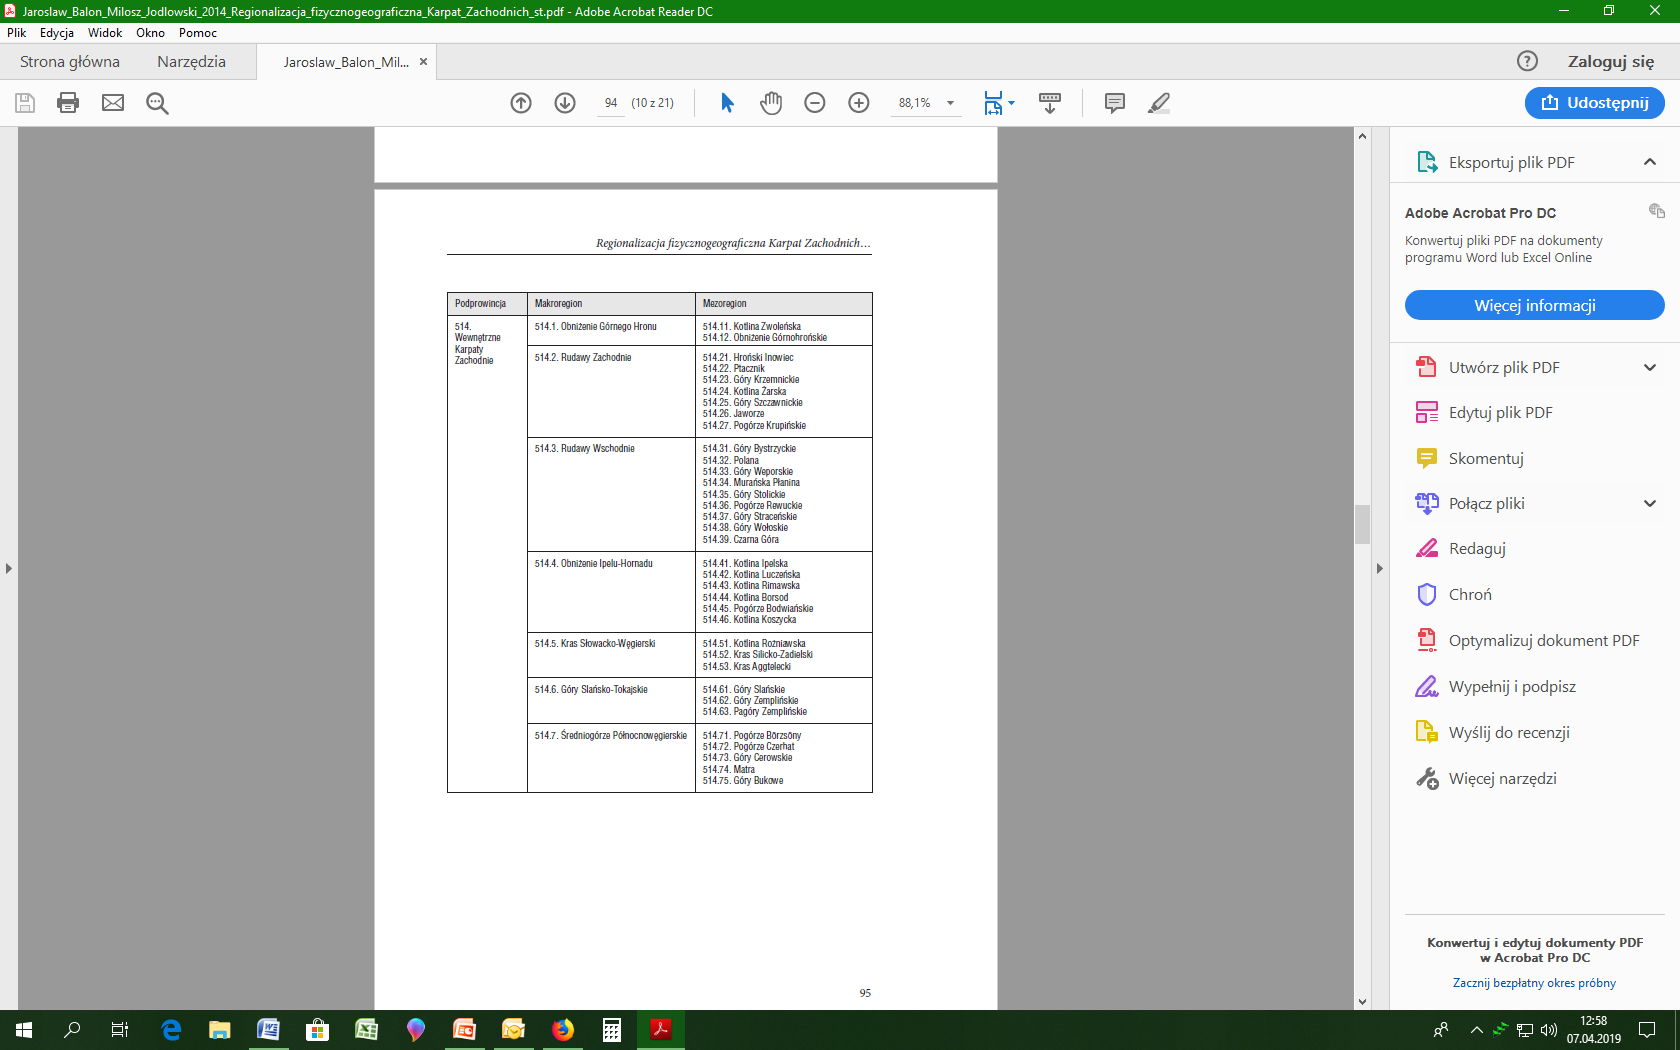 Jaroslaw_Balon_Milosz_Jodlowski_2014_Regionalizacja_fizycznogeograficzna_Karpat_Zachodnich_st.pdf - Adobe Acrobat Reader DC
Plik Edycja Widok Okno Pomoc
Strona główna Narzędzia Jaroslaw_Balon_Mil... × Zaloguj się
94 (10 z 21) 88,1% Udostępnij
Regionalizacja fizycznogeograficzna Karpat Zachodnich…
Podprowincja Makroregion Mezoregion
514. Wewnętrzne Karpaty Zachodnie
514.1. Obniżenie Górnego Hronu
514.11. Kotlina Zwoleńska
514.12. Obniżenie Górnohrońskie
514.2. Rudawy Zachodnie
514.21. Hroński Inowiec
514.22. Ptacznik
514.23. Góry Krzemnickie
514.24. Kotlina Żarska
514.25. Góry Szczawnickie
514.26. Jaworze
514.27. Pogórze Krupińskie
514.3. Rudawy Wschodnie
514.31. Góry Bystrzyckie
514.32. Polana
514.33. Góry Weporskie
514.34. Murańska Płanina
514.35. Góry Stolickie
514.36. Pogórze Rewuckie
514.37. Góry Straceńskie
514.38. Góry Wołoskie
514.39. Czarna Góra
514.4. Obniżenie Ipelu-Hornadu
514.41. Kotlina Ipelska
514.42. Kotlina Luczeńska
514.43. Kotlina Rimawska
514.44. Kotlina Borsod
514.45. Pogórze Bodwiańskie
514.46. Kotlina Koszycka
514.5. Kras Słowacko-Węgierski
514.51. Kotlina Rożniawska
514.52. Kras Silicko-Zadielski
514.53. Kras Aggtelecki
514.6. Góry Slańsko-Tokajskie
514.61. Góry Slańskie
514.62. Góry Zemplińskie
514.63. Pagóry Zemplińskie
514.7. Średniogórze Północnowęgierskie
514.71. Pogórze Börzsöny
514.72. Pogórze Czerhat
514.73. Góry Cerowskie
514.74. Matra
514.75. Góry Bukowe
95
Eksportuj plik PDF
Adobe Acrobat Pro DC
Konwertuj pliki PDF na dokumenty
programu Word lub Excel Online
Więcej informacji
Utwórz plik PDF
Edytuj plik PDF
Skomentuj
Połącz pliki
Redaguj
Chroń
Optymalizuj dokument PDF
Wypełnij i podpisz
Wyślij do recenzji
Więcej narzędzi
Konwertuj i edytuj dokumenty PDF
w Acrobat Pro DC
Zacznij bezpłatny okres próbny
12:58
07.04.2019